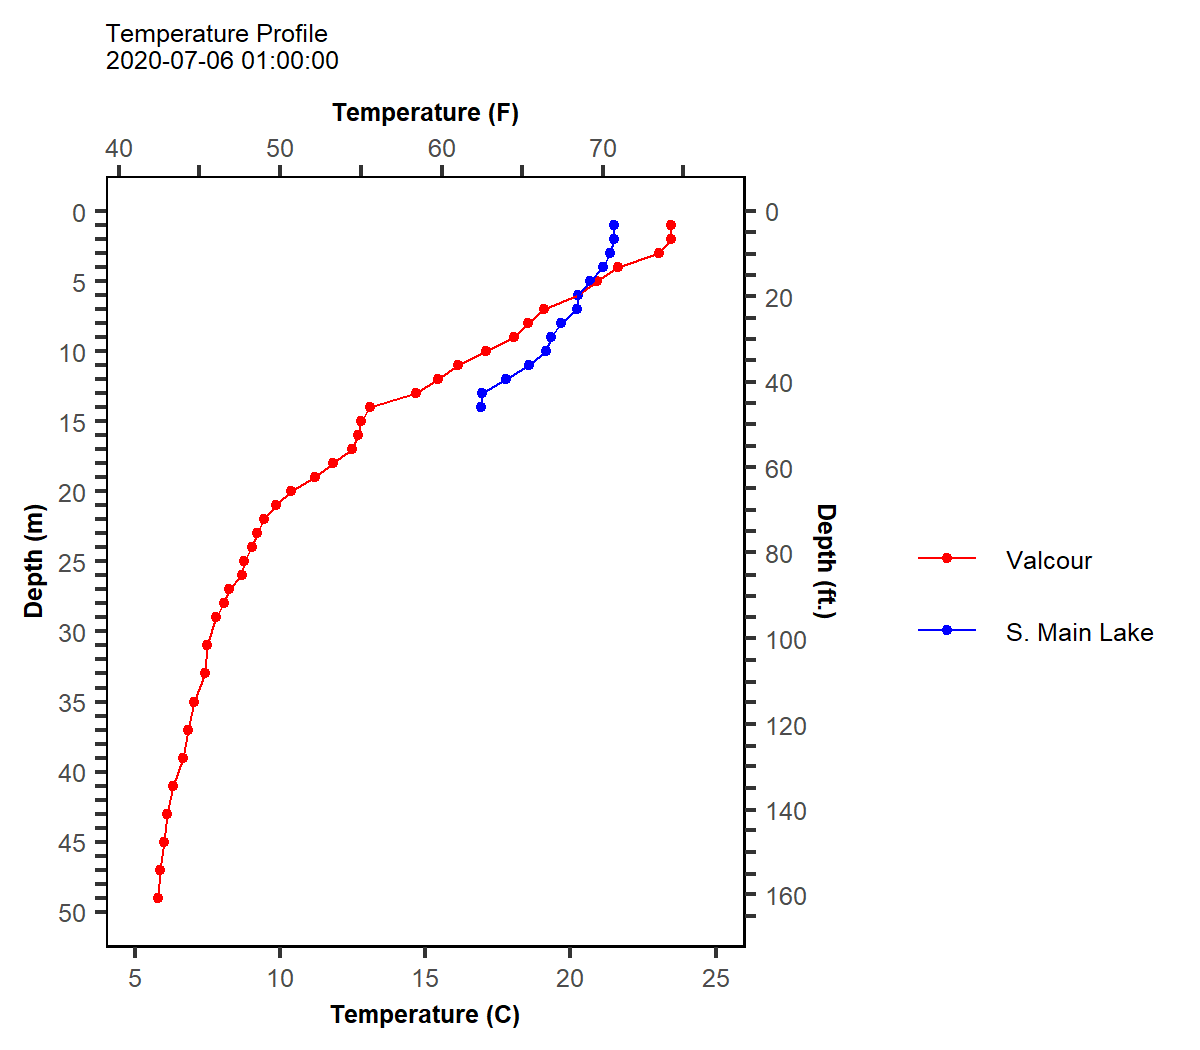 Temperature Profile
2020-07-06 01:00:00
Temperature (F)
40 50 60 70
0 0
5
20
10
40
15
60
20
Depth (m)
Depth (ft.)
80
25
Valcour
30
100
S. Main Lake
35
120
40
140
45
160
50
5 10 15 20 25
Temperature (C)